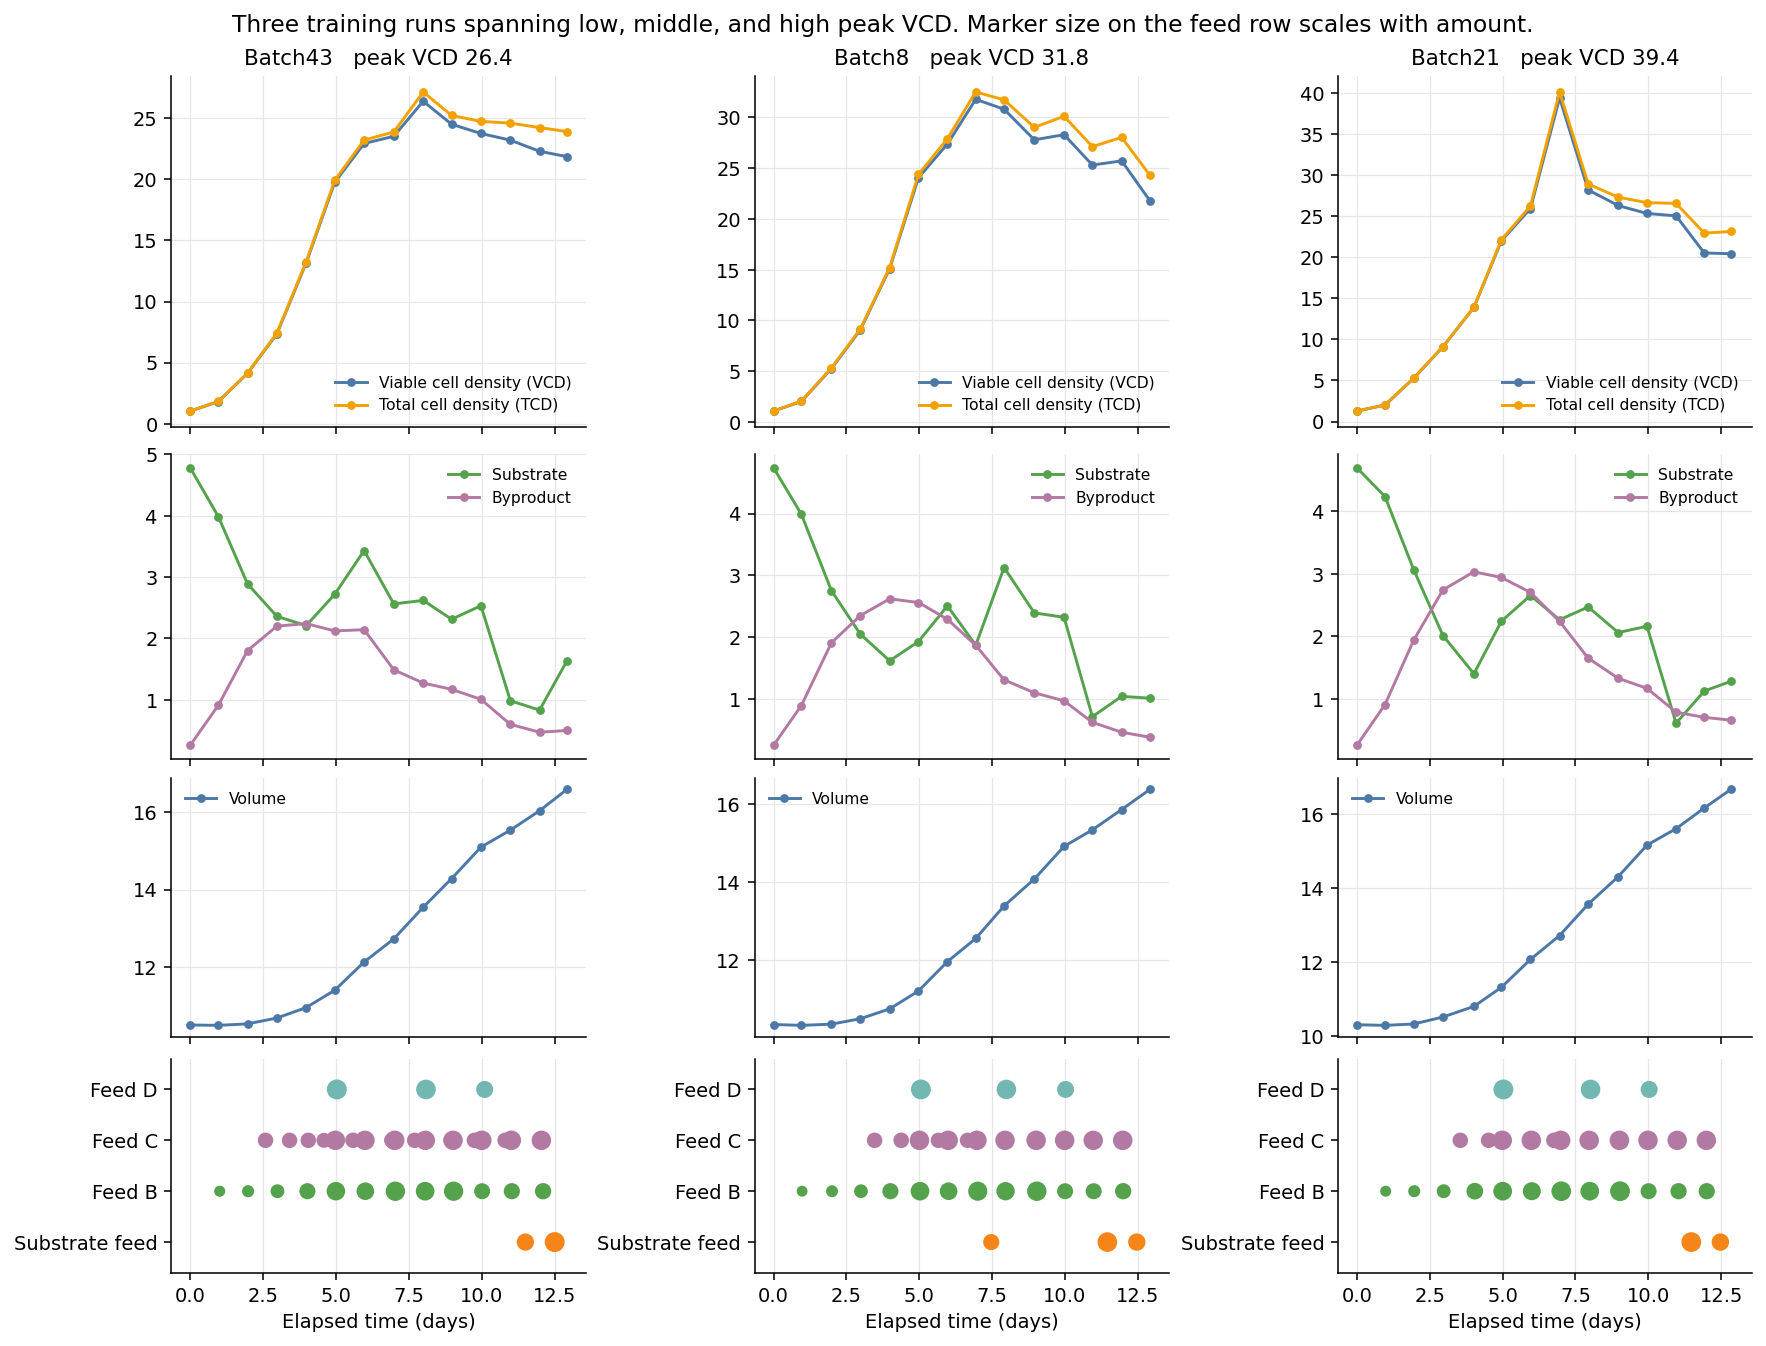 Three training runs spanning low, middle, and high peak VCD. Marker size on the feed row scales with amount.
Batch43   peak VCD 26.4
25
20
15
10
5
0
Viable cell density (VCD)
Total cell density (TCD)
Batch8   peak VCD 31.8
30
25
20
15
10
5
0
Viable cell density (VCD)
Total cell density (TCD)
Batch21   peak VCD 39.4
40
35
30
25
20
15
10
5
0
Viable cell density (VCD)
Total cell density (TCD)
5
4
3
2
1
Substrate
Byproduct
4
3
2
1
Substrate
Byproduct
4
3
2
1
Substrate
Byproduct
16
14
12
Volume
16
14
12
Volume
16
14
12
10
Volume
Feed D
Feed C
Feed B
Substrate feed
0.0 2.5 5.0 7.5 10.0 12.5
Elapsed time (days)
Feed D
Feed C
Feed B
Substrate feed
0.0 2.5 5.0 7.5 10.0 12.5
Elapsed time (days)
Feed D
Feed C
Feed B
Substrate feed
0.0 2.5 5.0 7.5 10.0 12.5
Elapsed time (days)